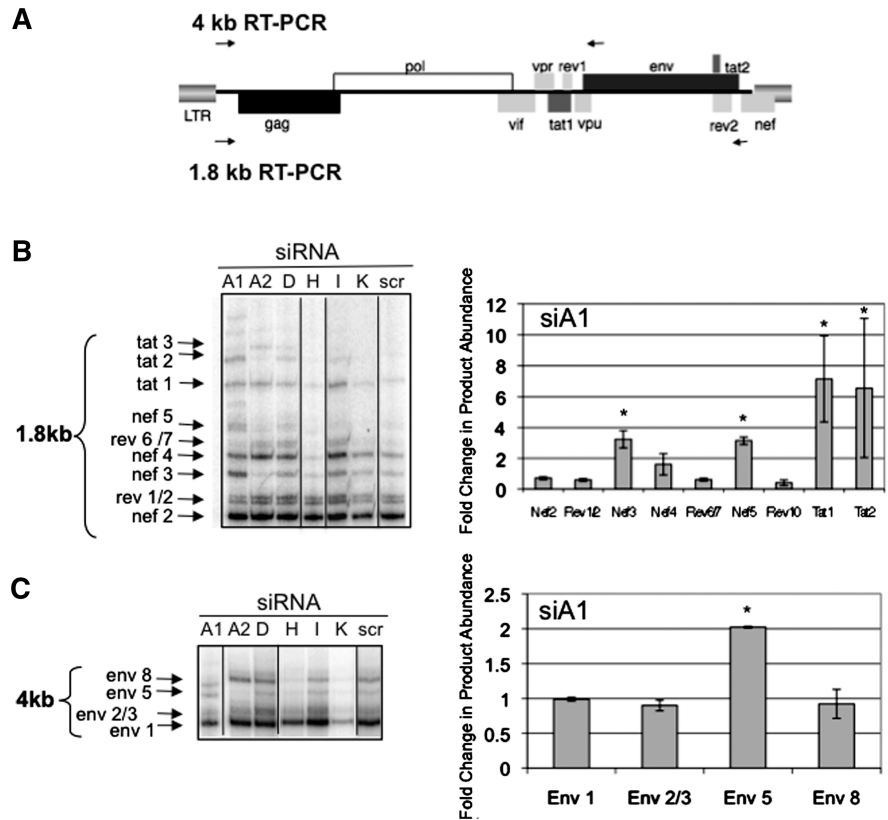 A
4 kb RT-PCR
pol
vpr rev1
env
tat2
LTR
gag
vif
tat1
vpu
rev2
nef
1.8 kb RT-PCR
B
siRNA
A1 A2 D H I K scr
tat 3
tat 2
tat 1
nef 5
rev 6 /7
nef 4
nef 3
rev 1/2
nef 2
1.8kb
Fold Change in Product Abundance
siA1
12
10
8
6
4
2
0
* * * *
Nef2 Rev1/2 Nef3 Nef4 Rev6/7 Nef5 Rev10 Tat1 Tat2
C
siRNA
A1 A2 D H I K scr
env 8
env 5
env 2/3
env 1
4kb
Fold Change in Product Abundance
siA1
2.5
2
1.5
1
0.5
0
*
Env 1 Env 2/3 Env 5 Env 8